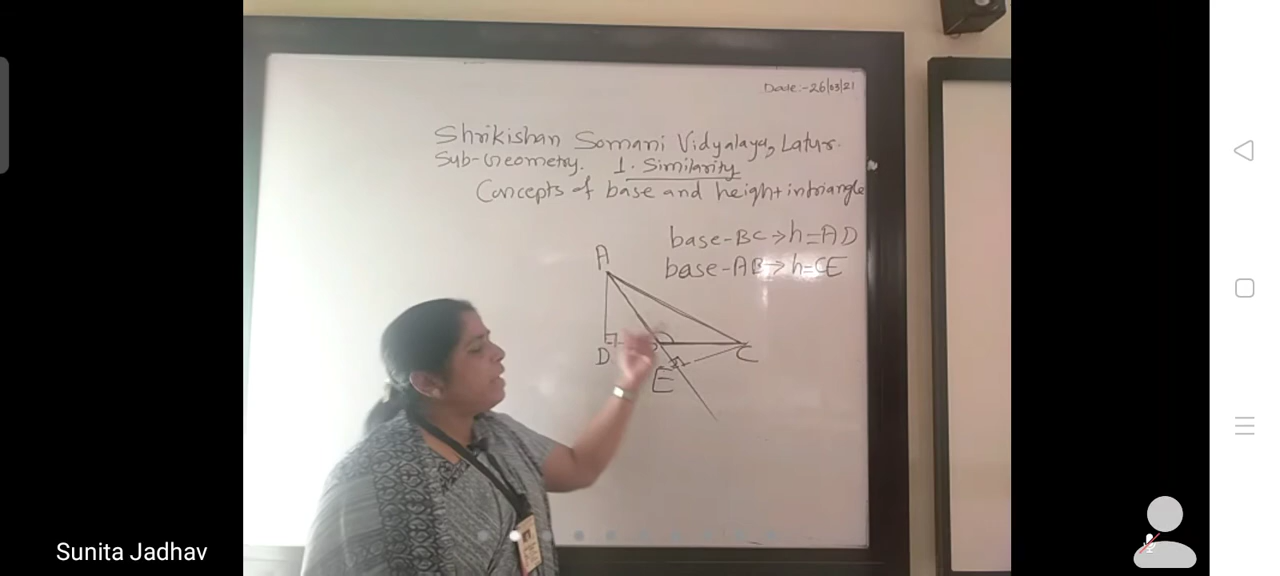 Date:-26/03/21
Shrikishan Somani Vidyalaya, Latur.
Sub-Geometry. 1. Similarity
Concepts of base and height in triangle
base-BC→h=AD
base-AB→h=CE
A
D
C
E
Sunita Jadhav